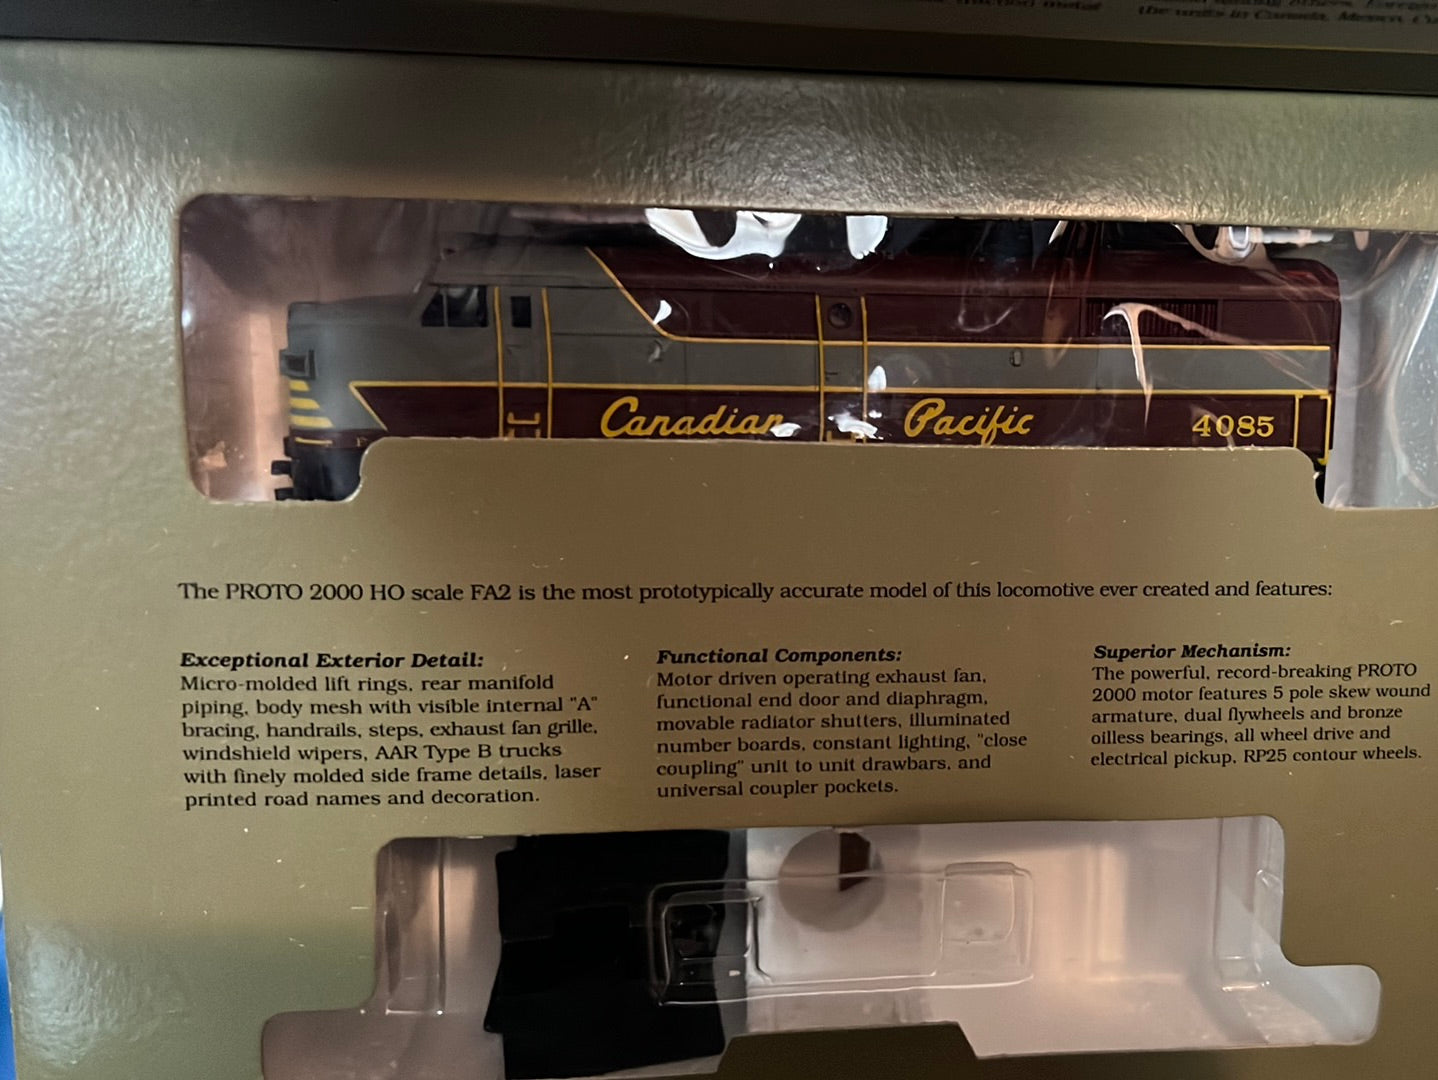 the units in Canada, Mexico,
Canadian Pacific 4085
The PROTO 2000 HO scale FA2 is the most prototypically accurate model of this locomotive ever created and features:
Exceptional Exterior Detail:
Micro-molded lift rings, rear manifold
piping, body mesh with visible internal "A"
bracing, handrails, steps, exhaust fan grille,
windshield wipers, AAR Type B trucks
with finely molded side frame details, laser
printed road names and decoration.
Functional Components:
Motor driven operating exhaust fan,
functional end door and diaphragm,
movable radiator shutters, illuminated
number boards, constant lighting, "close
coupling" unit to unit drawbars, and
universal coupler pockets.
Superior Mechanism:
The powerful, record-breaking PROTO
2000 motor features 5 pole skew wound
armature, dual flywheels and bronze
oilless bearings, all wheel drive and
electrical pickup, RP25 contour wheels.